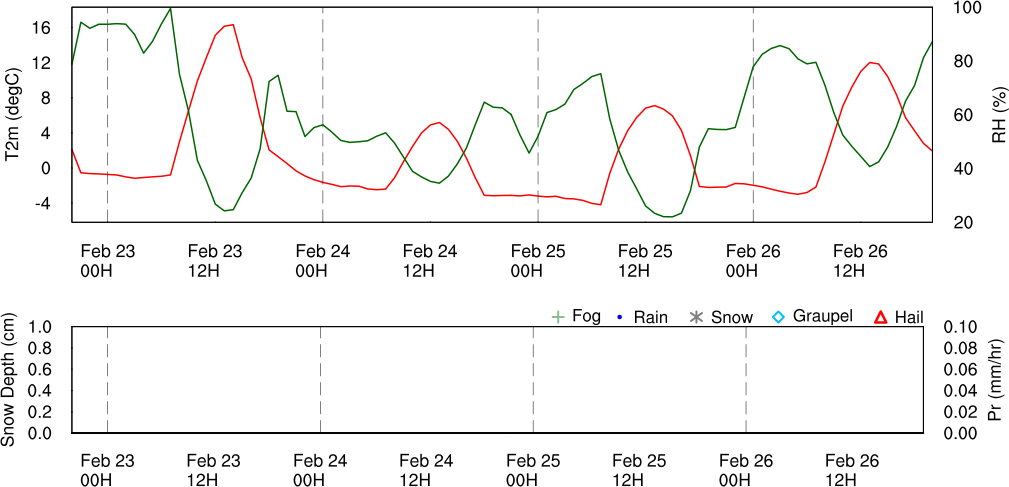 T2m (degC)
16
12
8
4
0
-4
100
80
60
40
20
RH (%)
Feb 23 Feb 23 Feb 24 Feb 24 Feb 25 Feb 25 Feb 26 Feb 26
00H 12H 00H 12H 00H 12H 00H 12H
Fog Rain Snow Graupel Hail
Snow Depth (cm)
1.0
0.8
0.6
0.4
0.2
0.0
0.10
0.08
0.06
0.04
0.02
0.00
Pr (mm/hr)
Feb 23 Feb 23 Feb 24 Feb 24 Feb 25 Feb 25 Feb 26 Feb 26
00H 12H 00H 12H 00H 12H 00H 12H